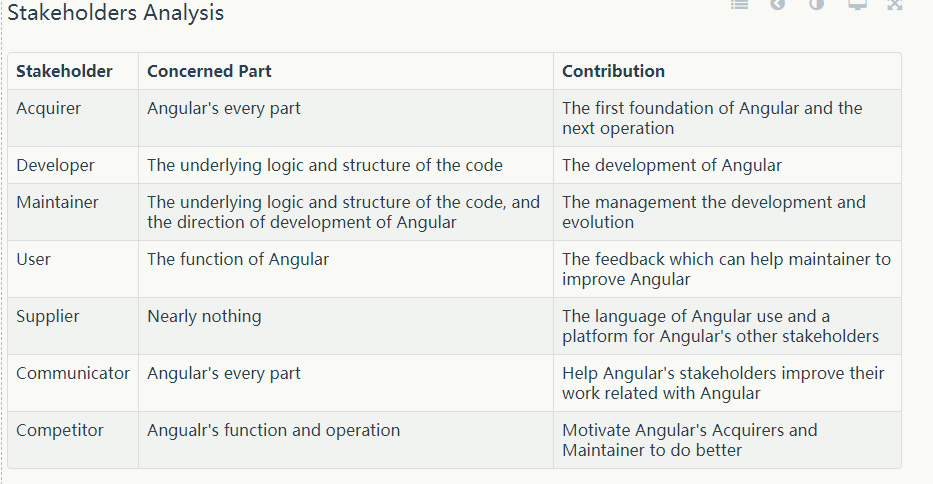 Stakeholders Analysis
Stakeholder Concerned Part Contribution
Acquirer Angular's every part The first foundation of Angular and the
next operation
Developer The underlying logic and structure of the code The development of Angular
Maintainer The underlying logic and structure of the code, and The management the development and
the direction of development of Angular evolution
User The function of Angular The feedback which can help maintainer to
improve Angular
Supplier Nearly nothing The language of Angular use and a
platform for Angular's other stakeholders
Communicator Angular's every part Help Angular's stakeholders improve their
work related with Angular
Competitor Angualr's function and operation Motivate Angular's Acquirers and
Maintainer to do better